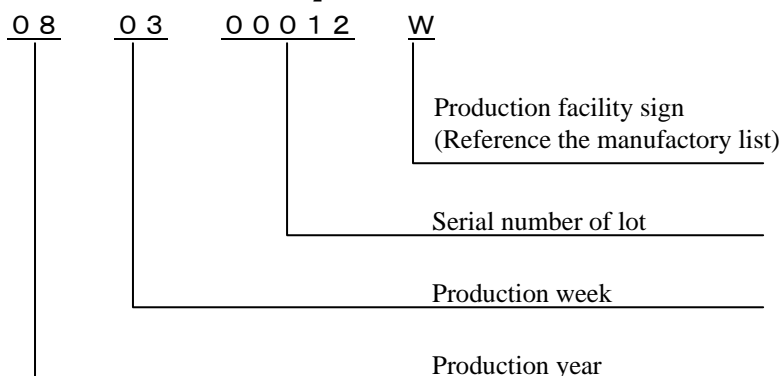 ０８ ０３ ０００１２ W
Production facility sign
(Reference the manufactory list)
Serial number of lot
Production week
Production year